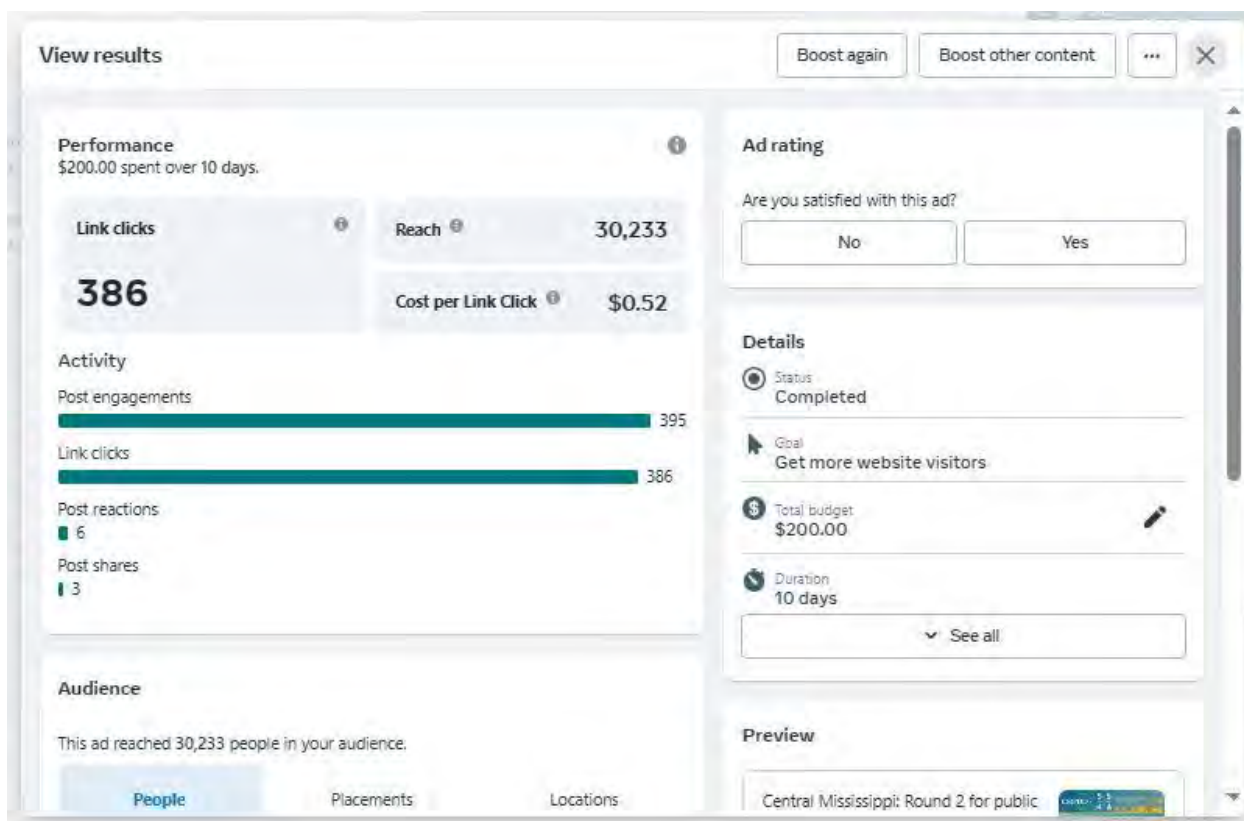 View results
Boost again
Boost other content
...
Performance
$200.00 spent over 10 days.
Link clicks
386
Reach
30,233
Cost per Link Click
$0.52
Activity
Post engagements
395
Link clicks
386
Post reactions
6
Post shares
3
Audience
This ad reached 30,233 people in your audience.
People
Placements
Locations
Ad rating
Are you satisfied with this ad?
No
Yes
Details
Status
Completed
Goal
Get more website visitors
Total budget
$200.00
Duration
10 days
See all
Preview
Central Mississippi: Round 2 for public